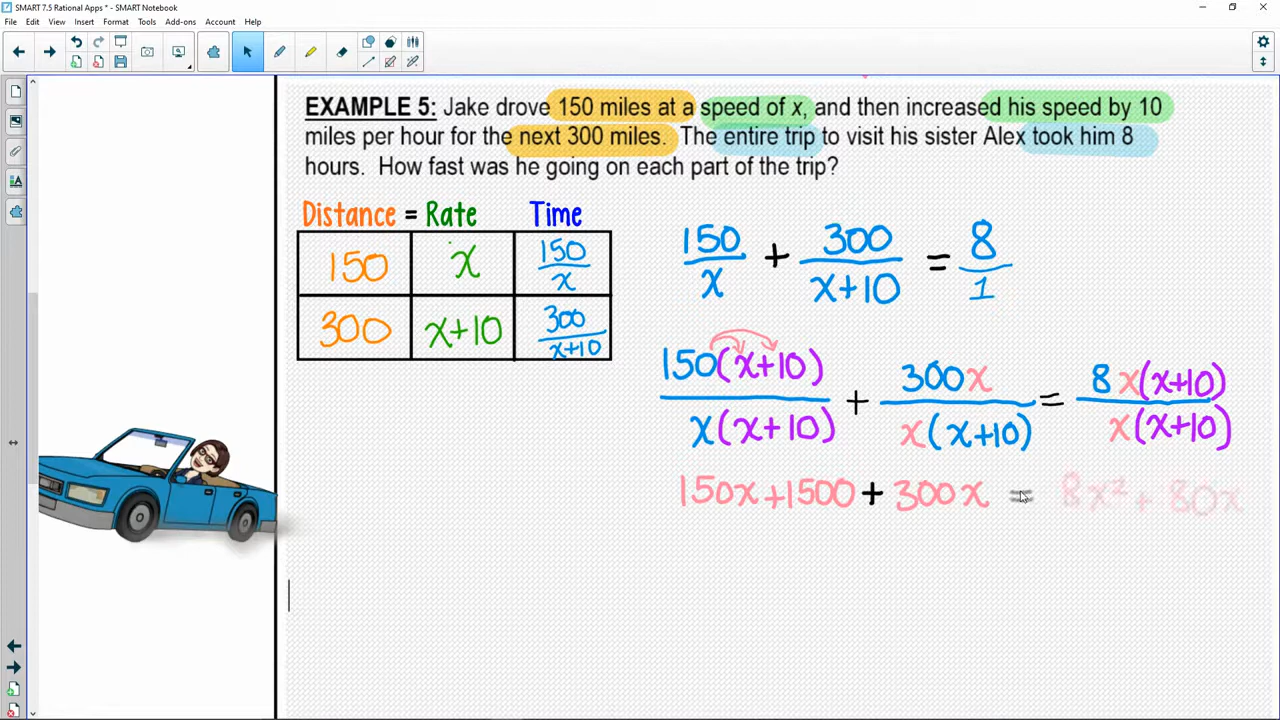 SMART 7.5 Rational Apps * - SMART Notebook
File Edit View Insert Format Tools Add-ons Account Help
EXAMPLE 5: Jake drove 150 miles at a speed of x, and then increased his speed by 10
miles per hour for the next 300 miles. The entire trip to visit his sister Alex took him 8
hours. How fast was he going on each part of the trip?
Distance = Rate Time
150 x 150/x
300 x+10 300/x+10
150/x + 300/x+10 = 8/1
150(x+10)/x(x+10) + 300x/x(x+10) = 8x(x+10)/x(x+10)
150x+1500 + 300x = 8x² + 80x